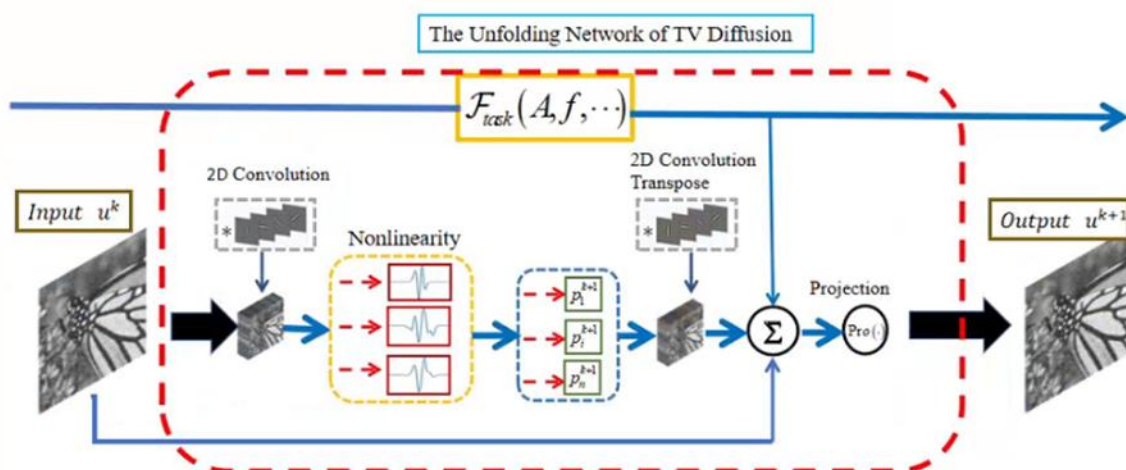 The Unfolding Network of TV Diffusion
𝓕_task(A, f, ⋯)
2D Convolution
*
2D Convolution
Transpose
*
Input u^k
Nonlinearity
Output u^{k+1}
Projection
p_1^{k+1}
p_i^{k+1}
p_n^{k+1}
Σ
Pro(·)